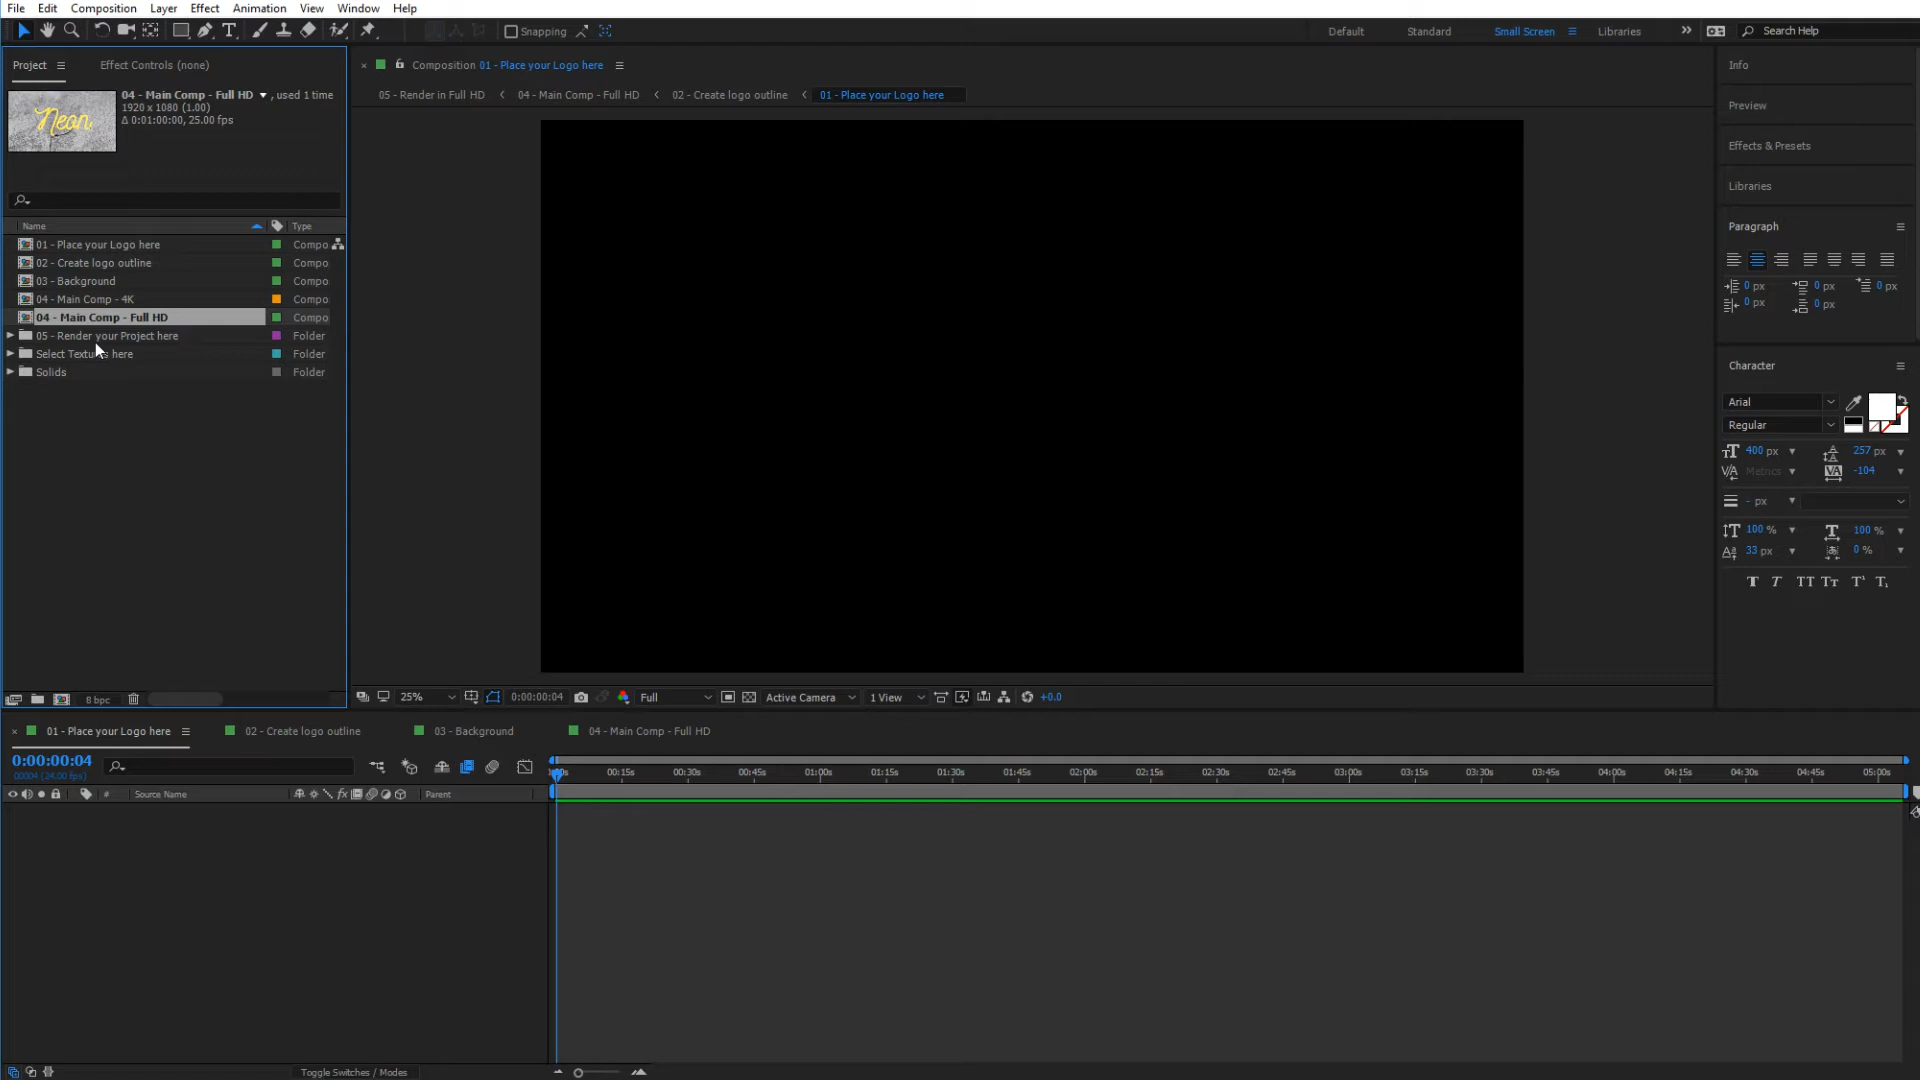 File Edit Composition Layer Effect Animation View Window Help
Snapping
Default Standard Small Screen Libraries Search Help
Project Effect Controls (none)
Composition 01 - Place your Logo here
Info
05 - Render in Full HD 04 - Main Comp - Full HD 02 - Create logo outline 01 - Place your Logo here
04 - Main Comp - Full HD , used 1 time
1920 x 1080 (1.00)
Δ 0:01:00:00, 25.00 fps
Neon
Preview
Effects & Presets
Libraries
Name Type
01 - Place your Logo here Compo
02 - Create logo outline Compo
03 - Background Compo
04 - Main Comp - 4K Compo
04 - Main Comp - Full HD Compo
05 - Render your Project here Folder
Select Textures here Folder
Solids Folder
Paragraph
0 px 0 px 0 px
0 px 0 px
Character
Arial
Regular
400 px 257 px
Metrics -104
- px
100 % 100 %
33 px 0 %
T T TT Tт T¹ T₁
8 bpc
25% 0:00:00:04 Full Active Camera 1 View +0.0
01 - Place your Logo here 02 - Create logo outline 03 - Background 04 - Main Comp - Full HD
0:00:00:04
00004 (24.00 fps)
00:15s 00:30s 00:45s 01:00s 01:15s 01:30s 01:45s 02:00s 02:15s 02:30s 02:45s 03:00s 03:15s 03:30s 03:45s 04:00s 04:15s 04:30s 04:45s 05:00s
# Source Name Parent
Toggle Switches / Modes